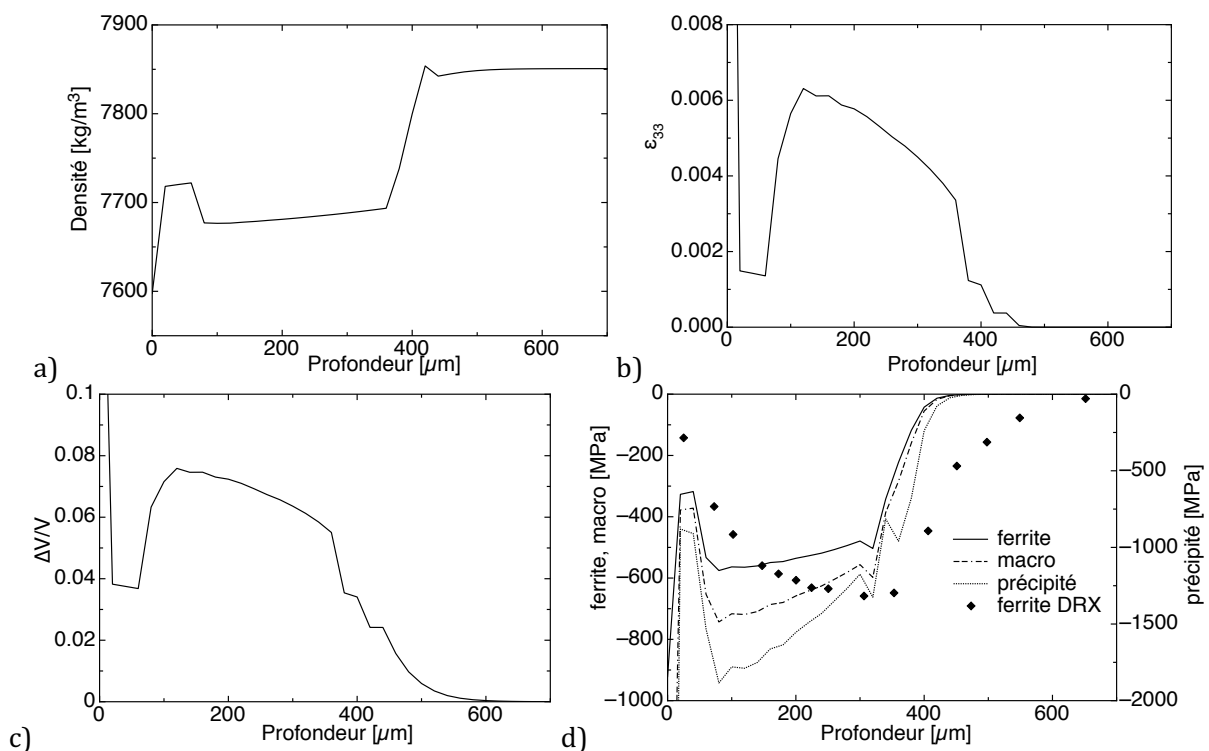 7900
7800
7700
7600
Densité [kg/m³]
0 200 400 600
Profondeur [µm]
a)
0.008
0.006
0.004
0.002
0.000
ε₃₃
0 200 400 600
Profondeur [µm]
b)
0.1
0.08
0.06
0.04
0.02
0
ΔV/V
0 200 400 600
Profondeur [µm]
c)
0
−200
−400
−600
−800
−1000
ferrite, macro [MPa]
0
−500
−1000
−1500
−2000
précipité [MPa]
ferrite
macro
précipité
ferrite DRX
0 200 400 600
Profondeur [µm]
d)